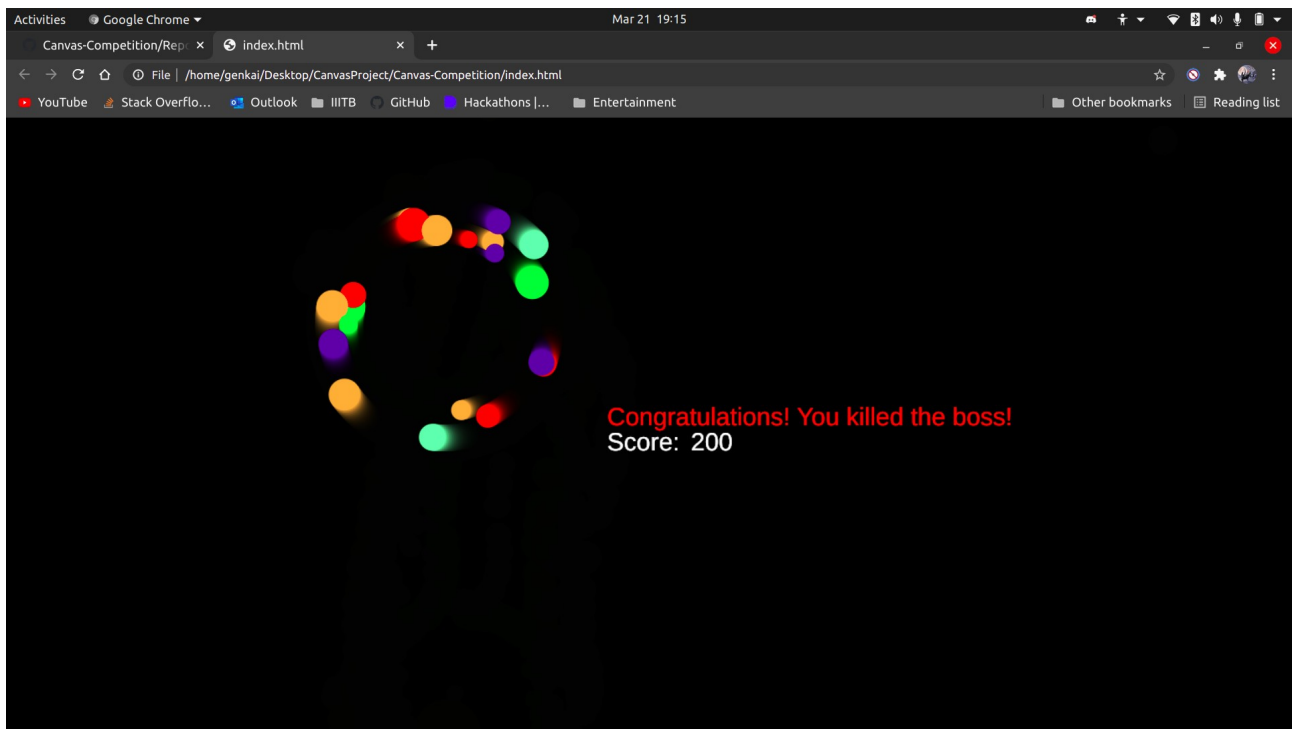 Activities Google Chrome Mar 21 19:15
Canvas-Competition/Rep index.html
File /home/genkai/Desktop/CanvasProject/Canvas-Competition/index.html
YouTube Stack Overflo... Outlook IIITB GitHub Hackathons |... Entertainment Other bookmarks Reading list
Congratulations! You killed the boss!
Score: 200